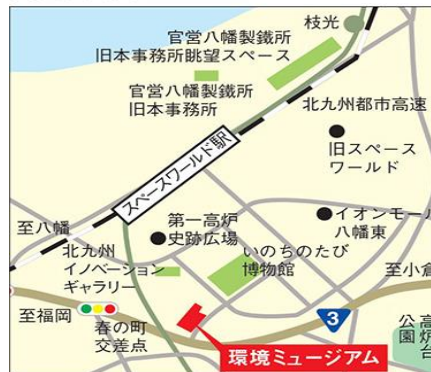 枝光
官営八幡製鐵所
旧本事務所眺望スペース
官営八幡製鐵所
旧本事務所
北九州都市高速
旧スペース
ワールド
スペースワールド駅
至八幡
第一高炉
史跡広場
イオンモール
八幡東
北九州
イノベーション
ギャラリー
いのちのたび
博物館
至小倉
至福岡
春の町
交差点
3
高炉台
公園
環境ミュージアム